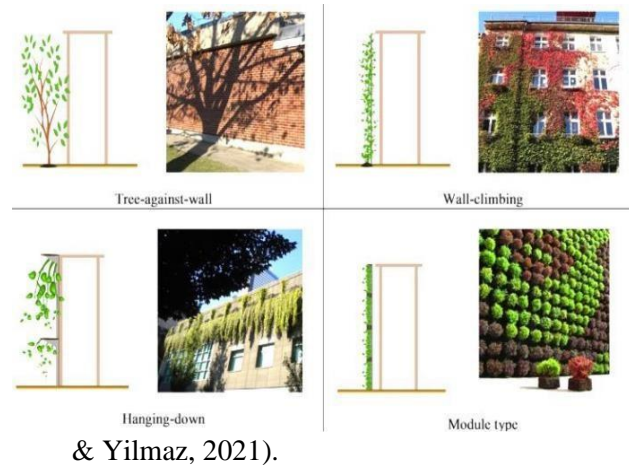 Tree-against-wall
Wall-climbing
Hanging-down
Module type
& Yilmaz, 2021).